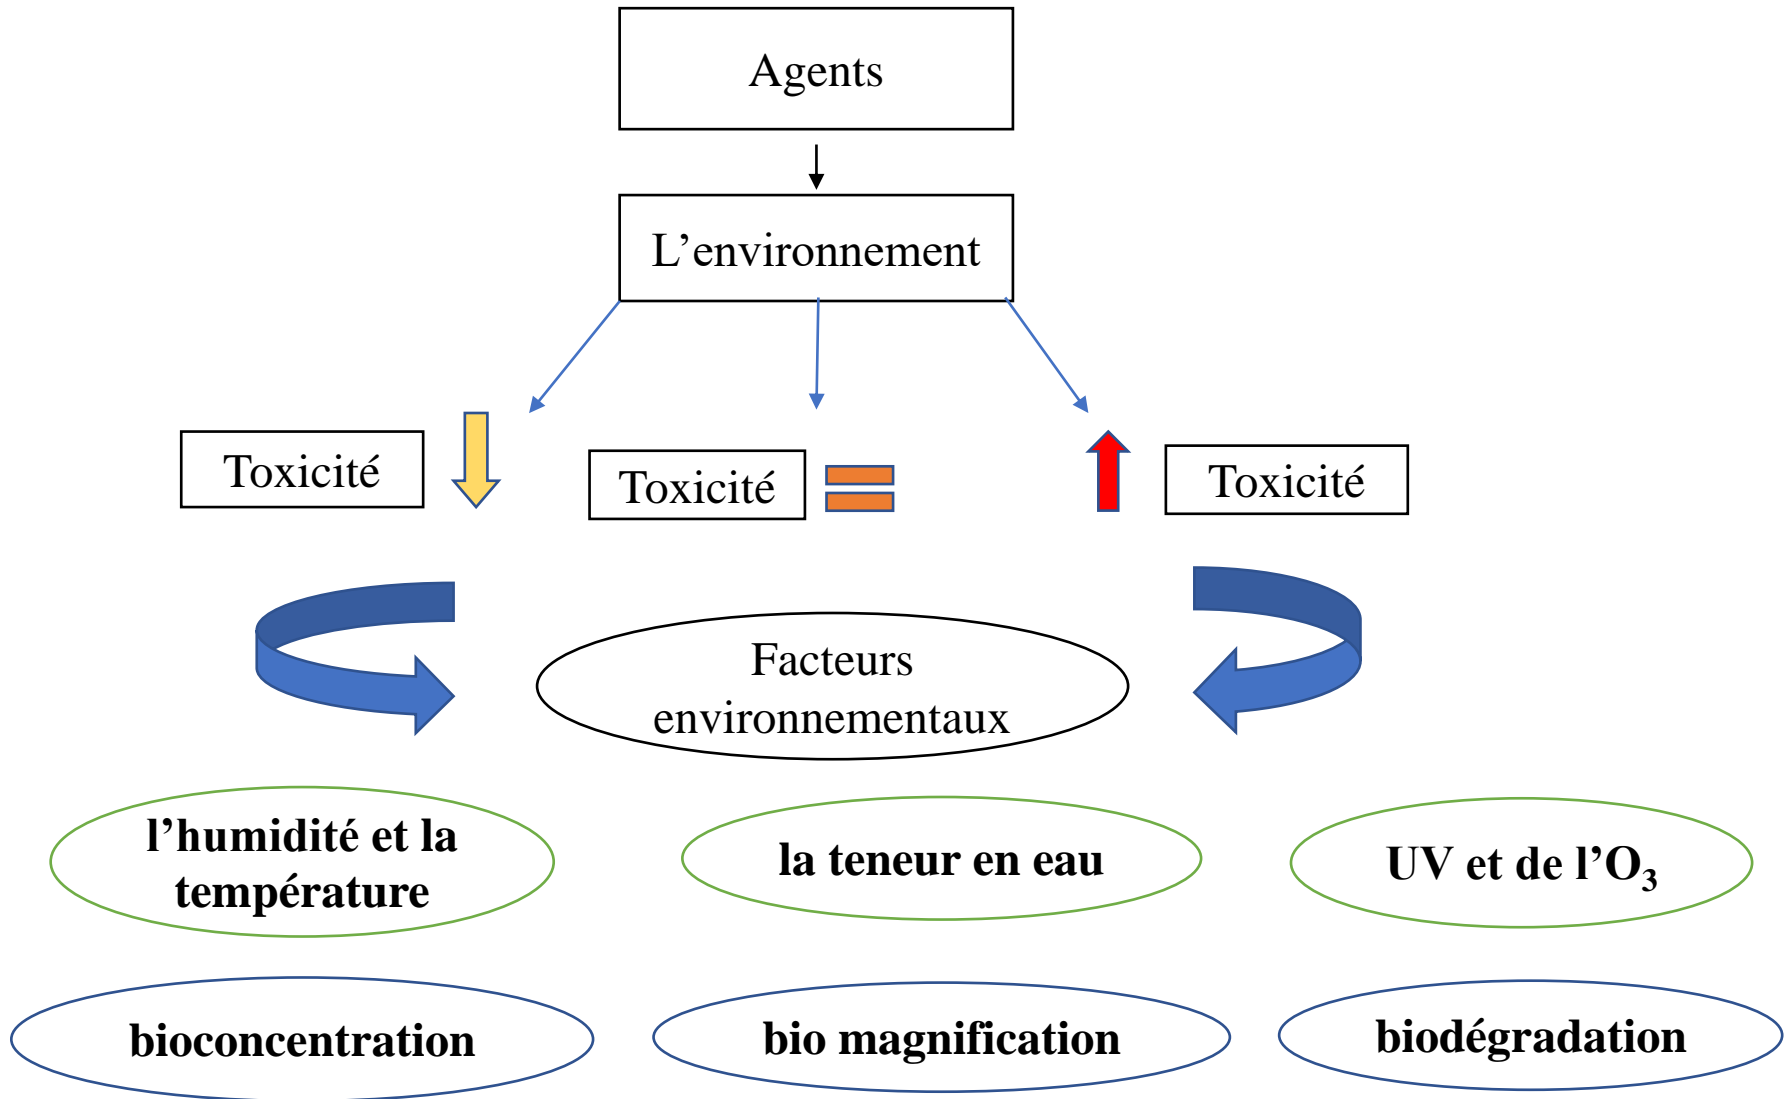 Agents
L’environnement
Toxicité
Toxicité
Toxicité
Facteurs
environnementaux
l’humidité et la
température
la teneur en eau
UV et de l’O₃
bioconcentration
bio magnification
biodégradation